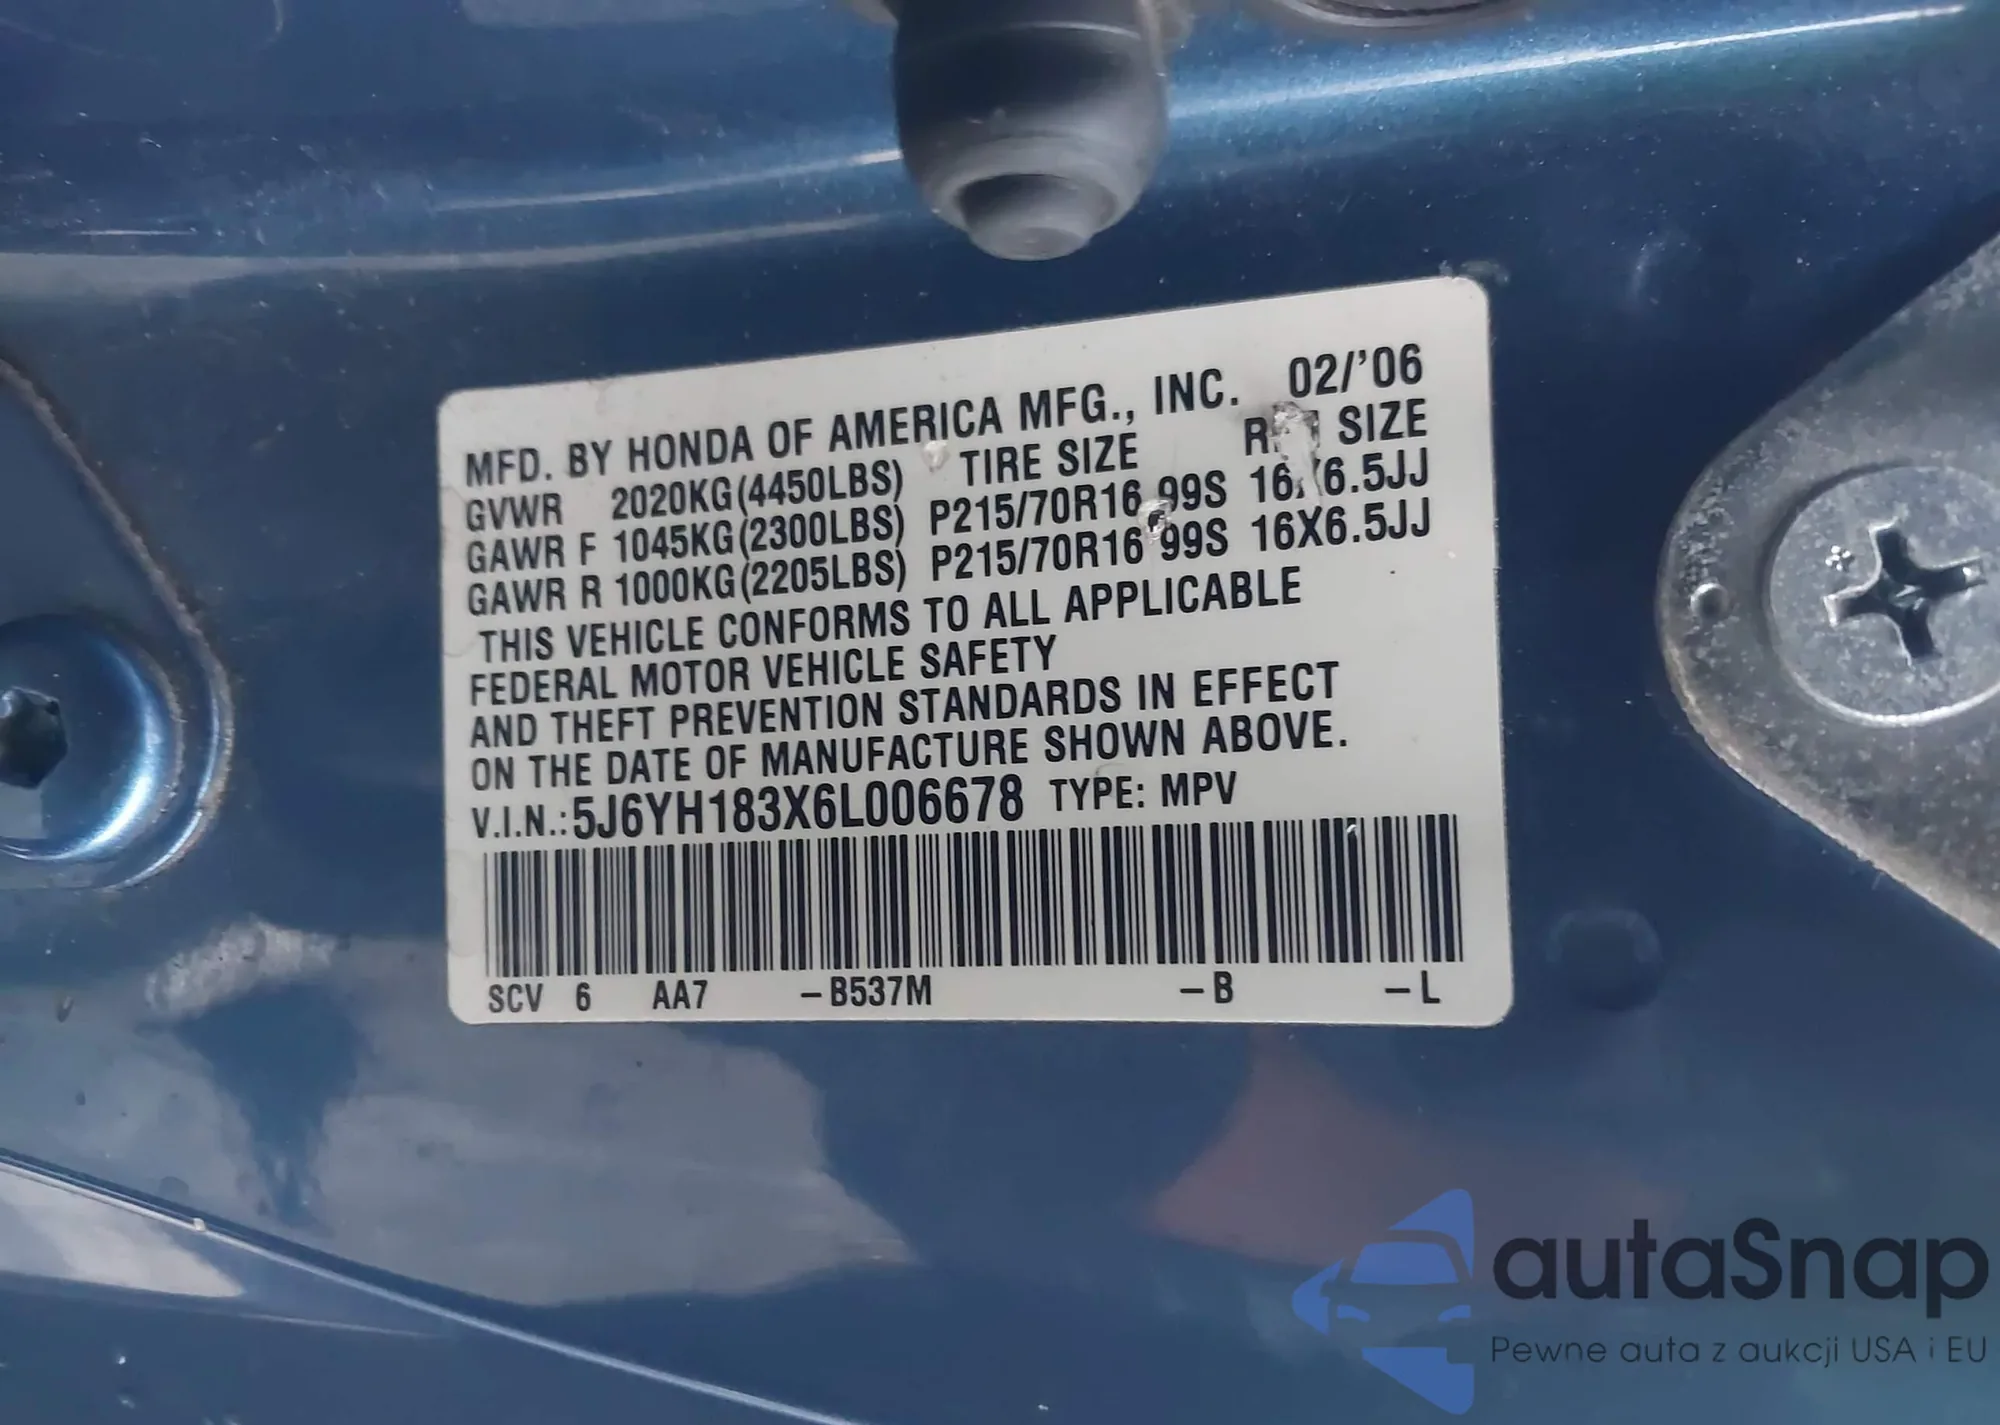 MFD. BY HONDA OF AMERICA MFG., INC. 02/'06
GVWR 2020KG(4450LBS) TIRE SIZE SIZE
GAWR F 1045KG(2300LBS) P215/70R16 99S 16 6.5JJ
GAWR R 1000KG(2205LBS) P215/70R16 99S 16X6.5JJ
THIS VEHICLE CONFORMS TO ALL APPLICABLE
FEDERAL MOTOR VEHICLE SAFETY
AND THEFT PREVENTION STANDARDS IN EFFECT
ON THE DATE OF MANUFACTURE SHOWN ABOVE.
V.I.N.: 5J6YH183X6L006678 TYPE: MPV
SCV 6 AA7 –B537M –B –L
autaSnap
Pewne auta z aukcji USA i EU